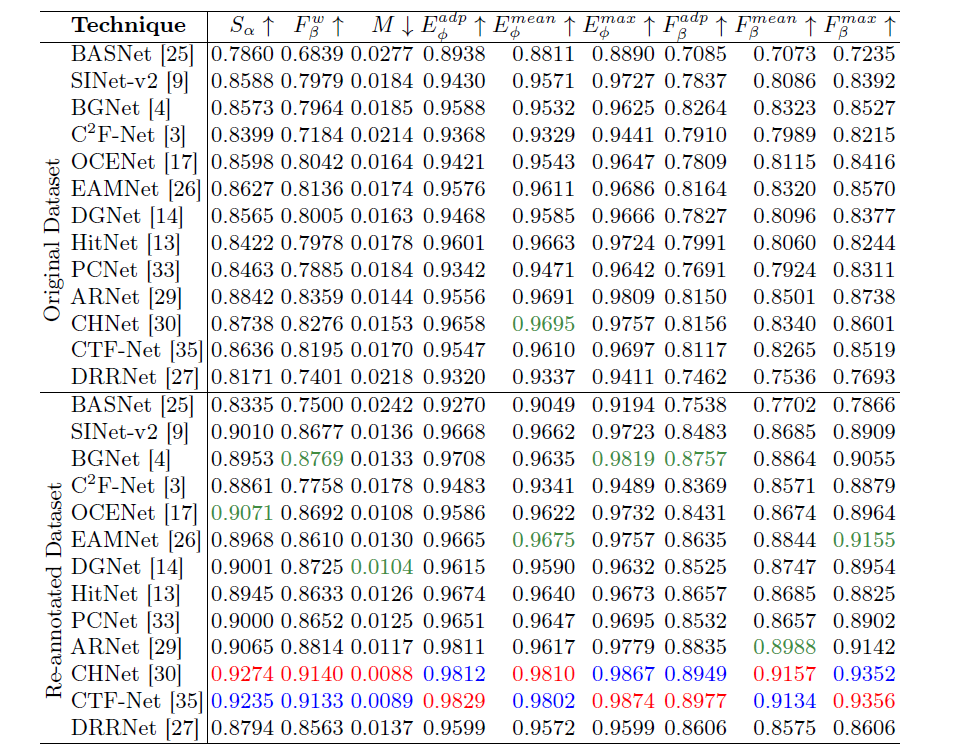 Technique S_α ↑ F_β^w ↑ M ↓ E_ϕ^{adp} ↑ E_ϕ^{mean} ↑ E_ϕ^{max} ↑ F_β^{adp} ↑ F_β^{mean} ↑ F_β^{max} ↑
Original Dataset
BASNet [25] 0.7860 0.6839 0.0277 0.8938 0.8811 0.8890 0.7085 0.7073 0.7235
SINet-v2 [9] 0.8588 0.7979 0.0184 0.9430 0.9571 0.9727 0.7837 0.8086 0.8392
BGNet [4] 0.8573 0.7964 0.0185 0.9588 0.9532 0.9625 0.8264 0.8323 0.8527
C²F-Net [3] 0.8399 0.7184 0.0214 0.9368 0.9329 0.9441 0.7910 0.7989 0.8215
OCENet [17] 0.8598 0.8042 0.0164 0.9421 0.9543 0.9647 0.7809 0.8115 0.8416
EAMNet [26] 0.8627 0.8136 0.0174 0.9576 0.9611 0.9686 0.8164 0.8320 0.8570
DGNet [14] 0.8565 0.8005 0.0163 0.9468 0.9585 0.9666 0.7827 0.8096 0.8377
HitNet [13] 0.8422 0.7978 0.0178 0.9601 0.9663 0.9724 0.7991 0.8060 0.8244
PCNet [33] 0.8463 0.7885 0.0184 0.9342 0.9471 0.9642 0.7691 0.7924 0.8311
ARNet [29] 0.8842 0.8359 0.0144 0.9556 0.9691 0.9809 0.8150 0.8501 0.8738
CHNet [30] 0.8738 0.8276 0.0153 0.9658 0.9695 0.9757 0.8156 0.8340 0.8601
CTF-Net [35] 0.8636 0.8195 0.0170 0.9547 0.9610 0.9697 0.8117 0.8265 0.8519
DRRNet [27] 0.8171 0.7401 0.0218 0.9320 0.9337 0.9411 0.7462 0.7536 0.7693
Re-annotated Dataset
BASNet [25] 0.8335 0.7500 0.0242 0.9270 0.9049 0.9194 0.7538 0.7702 0.7866
SINet-v2 [9] 0.9010 0.8677 0.0136 0.9668 0.9662 0.9723 0.8483 0.8685 0.8909
BGNet [4] 0.8953 0.8769 0.0133 0.9708 0.9635 0.9819 0.8757 0.8864 0.9055
C²F-Net [3] 0.8861 0.7758 0.0178 0.9483 0.9341 0.9489 0.8369 0.8571 0.8879
OCENet [17] 0.9071 0.8692 0.0108 0.9586 0.9622 0.9732 0.8431 0.8674 0.8964
EAMNet [26] 0.8968 0.8610 0.0130 0.9665 0.9675 0.9757 0.8635 0.8844 0.9155
DGNet [14] 0.9001 0.8725 0.0104 0.9615 0.9590 0.9632 0.8525 0.8747 0.8954
HitNet [13] 0.8945 0.8633 0.0126 0.9674 0.9640 0.9673 0.8657 0.8685 0.8825
PCNet [33] 0.9000 0.8652 0.0125 0.9651 0.9647 0.9695 0.8532 0.8657 0.8902
ARNet [29] 0.9065 0.8814 0.0117 0.9811 0.9617 0.9779 0.8835 0.8988 0.9142
CHNet [30] 0.9274 0.9140 0.0088 0.9812 0.9810 0.9867 0.8949 0.9157 0.9352
CTF-Net [35] 0.9235 0.9133 0.0089 0.9829 0.9802 0.9874 0.8977 0.9134 0.9356
DRRNet [27] 0.8794 0.8563 0.0137 0.9599 0.9572 0.9599 0.8606 0.8575 0.8606